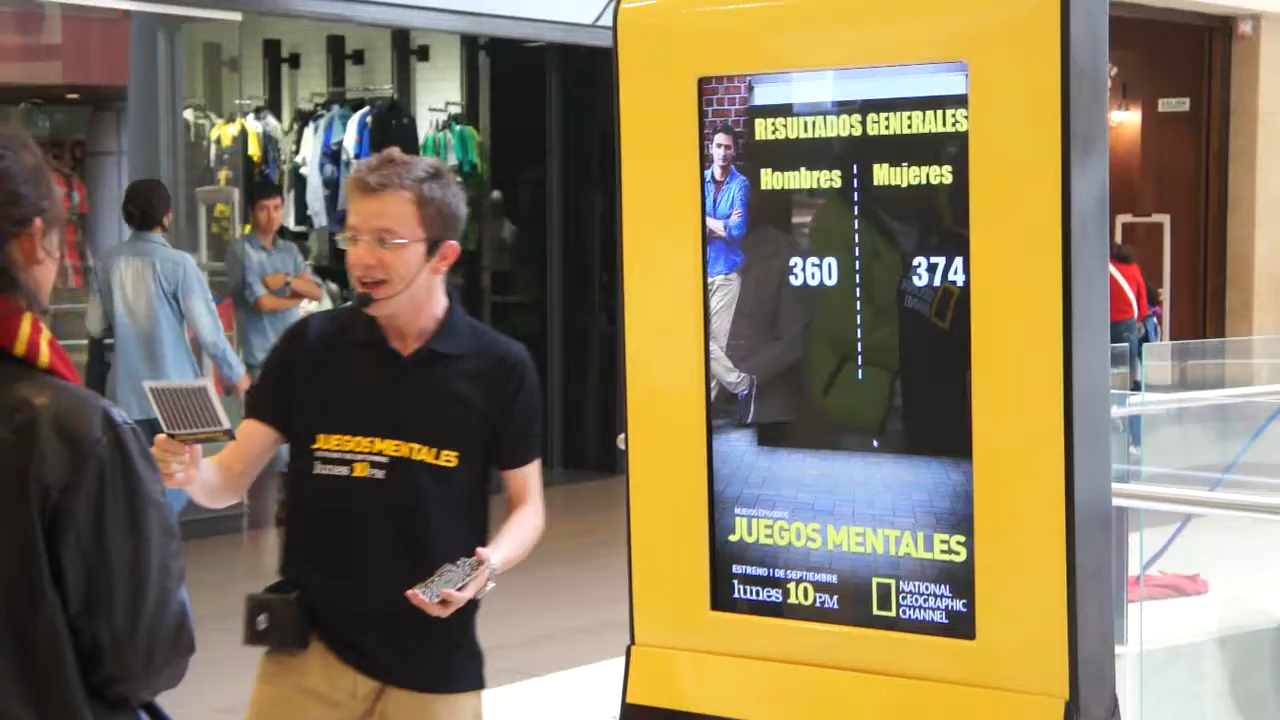 RESULTADOS GENERALES
Hombres
Mujeres
360
374
NUEVOS EPISODIOS
JUEGOS MENTALES
ESTRENO 1 DE SEPTIEMBRE
lunes 10PM
NATIONAL
GEOGRAPHIC
CHANNEL
JUEGOS MENTALES
lunes 10PM
SALIDA